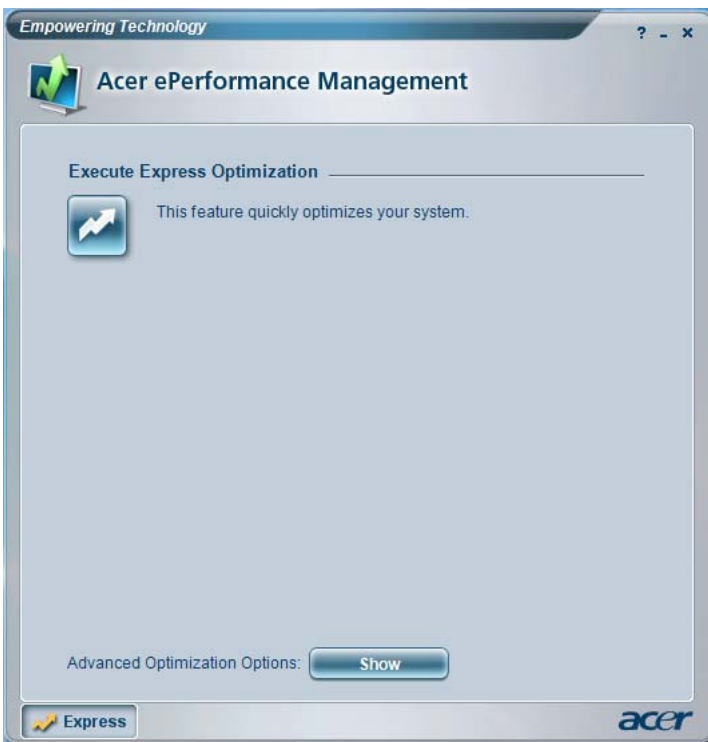 Empowering Technology
? - x
Acer ePerformance Management
Execute Express Optimization
This feature quickly optimizes your system.
Advanced Optimization Options: Show
Express
acer